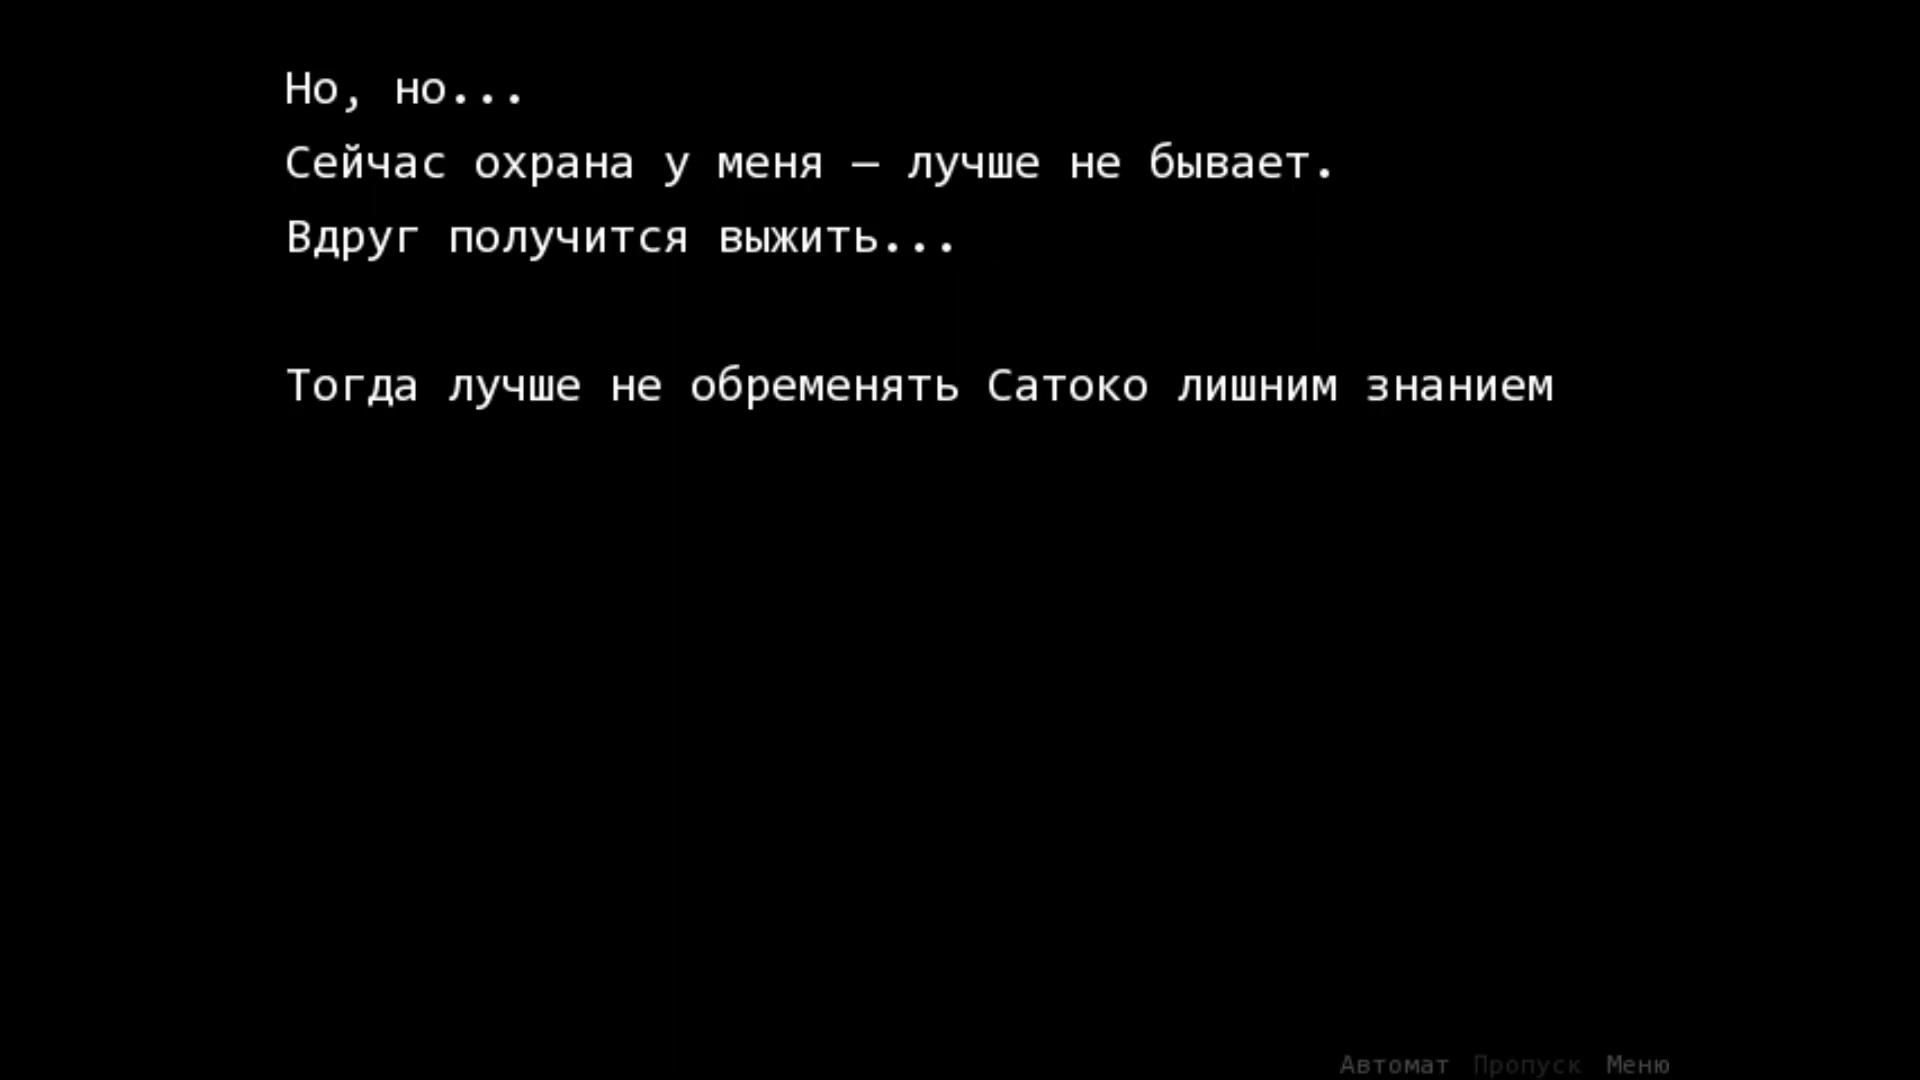 Но, но...
Сейчас охрана у меня — лучше не бывает.
Вдруг получится выжить...
Тогда лучше не обременять Сатоко лишним знанием
Автомат Пропуск Меню